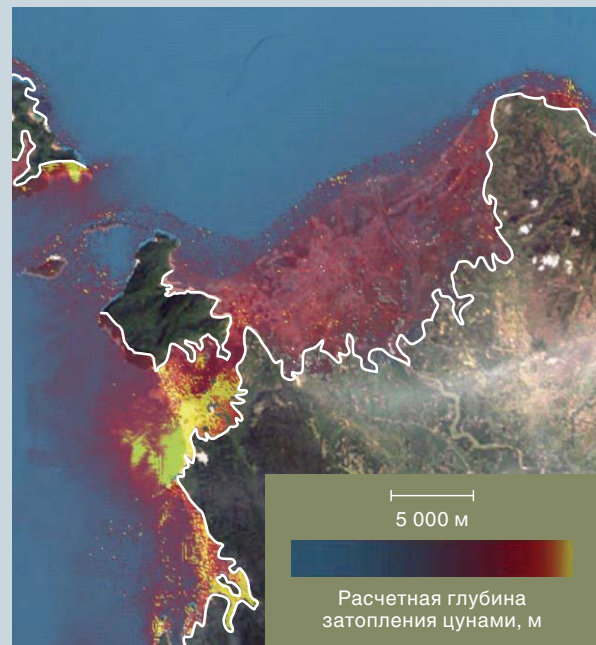 5 000 м
Расчетная глубина
затопления цунами, м